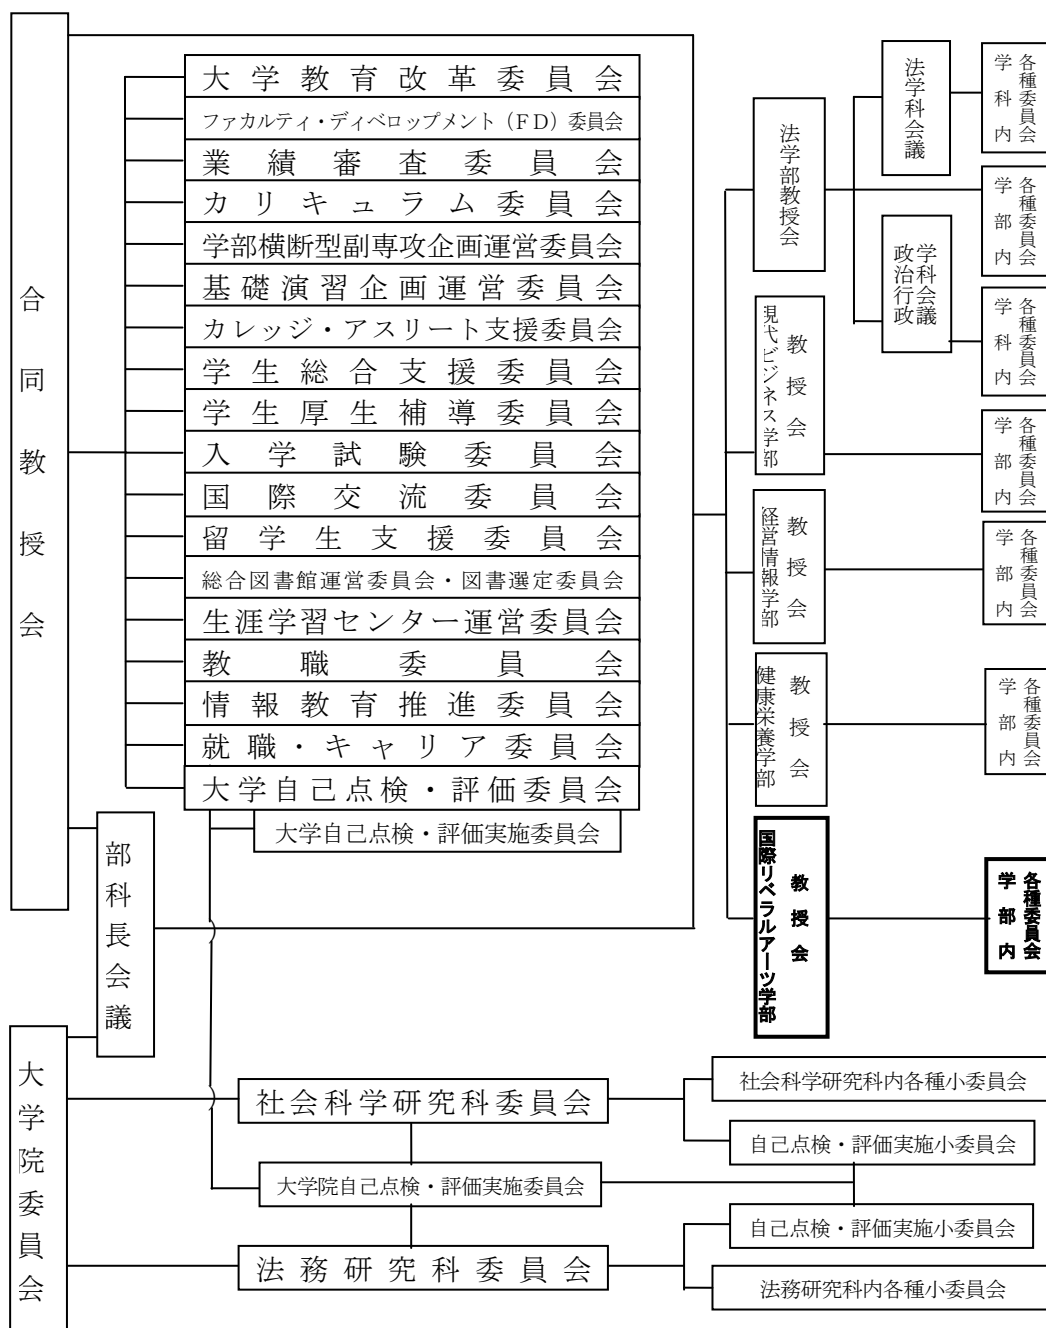 合同教授会
大学教育改革委員会
ファカルティ・ディベロップメント（FD）委員会
業績審査委員会
カリキュラム委員会
学部横断型副専攻企画運営委員会
基礎演習企画運営委員会
カレッジ・アスリート支援委員会
学生総合支援委員会
学生厚生補導委員会
入学試験委員会
国際交流委員会
留学生支援委員会
総合図書館運営委員会・図書選定委員会
生涯学習センター運営委員会
教職委員会
情報教育推進委員会
就職・キャリア委員会
大学自己点検・評価委員会
大学自己点検・評価実施委員会
部科長会議
法学部教授会
法学科会議
学科内
各種委員会
学部内
各種委員会
政治行政
学科会議
学科内
各種委員会
現代ビジネス学部
教授会
学部内
各種委員会
経営情報学部
教授会
学部内
各種委員会
健康栄養学部
教授会
学部内
各種委員会
国際リベラルアーツ学部
教授会
学部内
各種委員会
大学院委員会
社会科学研究科委員会
社会科学研究科内各種小委員会
自己点検・評価実施小委員会
大学院自己点検・評価実施委員会
自己点検・評価実施小委員会
法務研究科委員会
法務研究科内各種小委員会